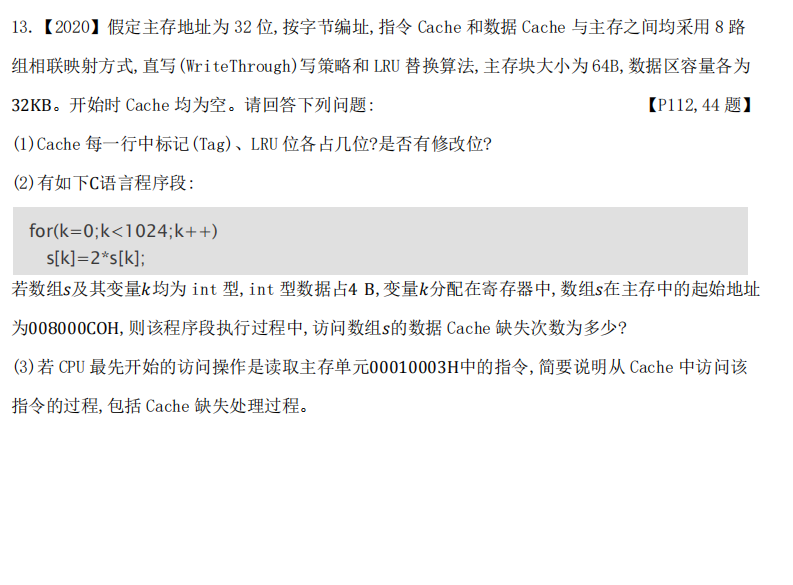 13.【2020】假定主存地址为 32 位,按字节编址,指令 Cache 和数据 Cache 与主存之间均采用 8 路
组相联映射方式,直写(WriteThrough)写策略和 LRU 替换算法,主存块大小为 64B,数据区容量各为
32KB。开始时 Cache 均为空。请回答下列问题: 【P112,44 题】
(1)Cache 每一行中标记(Tag)、LRU 位各占几位?是否有修改位?
(2)有如下C语言程序段:
for(k=0;k<1024;k++)
s[k]=2*s[k];
若数组s及其变量k均为 int 型,int 型数据占4 B,变量k分配在寄存器中,数组s在主存中的起始地址
为008000COH,则该程序段执行过程中,访问数组s的数据 Cache 缺失次数为多少?
(3)若 CPU 最先开始的访问操作是读取主存单元00010003H中的指令,简要说明从 Cache 中访问该
指令的过程,包括 Cache 缺失处理过程。